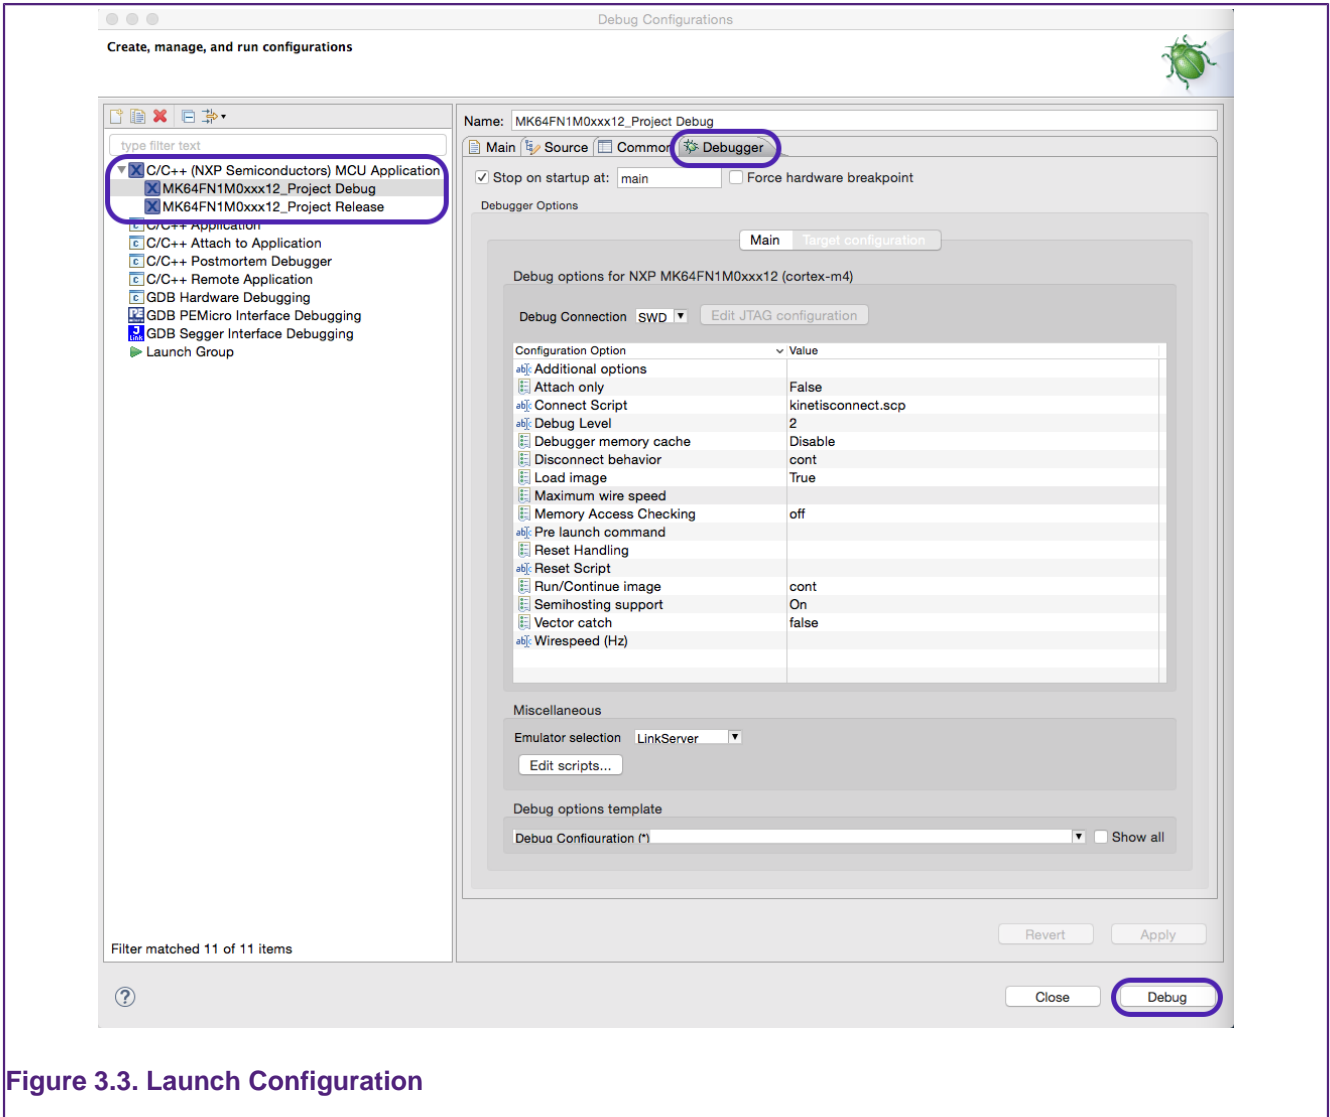 Debug Configurations
Create, manage, and run configurations
type filter text
C/C++ (NXP Semiconductors) MCU Application
MK64FN1M0xxx12_Project Debug
MK64FN1M0xxx12_Project Release
C/C++ Application
C/C++ Attach to Application
C/C++ Postmortem Debugger
C/C++ Remote Application
GDB Hardware Debugging
GDB PEMicro Interface Debugging
GDB Segger Interface Debugging
Launch Group
Filter matched 11 of 11 items
Name: MK64FN1M0xxx12_Project Debug
Main Source Common Debugger
Stop on startup at: main Force hardware breakpoint
Debugger Options
Main Target configuration
Debug options for NXP MK64FN1M0xxx12 (cortex-m4)
Debug Connection SWD Edit JTAG configuration
Configuration Option Value
Additional options
Attach only False
Connect Script kinetisconnect.scp
Debug Level 2
Debugger memory cache Disable
Disconnect behavior cont
Load image True
Maximum wire speed
Memory Access Checking off
Pre launch command
Reset Handling
Reset Script
Run/Continue image cont
Semihosting support On
Vector catch false
Wirespeed (Hz)
Miscellaneous
Emulator selection LinkServer
Edit scripts...
Debug options template
Debug Configuration (*) Show all
Revert Apply
Close Debug
Figure 3.3. Launch Configuration